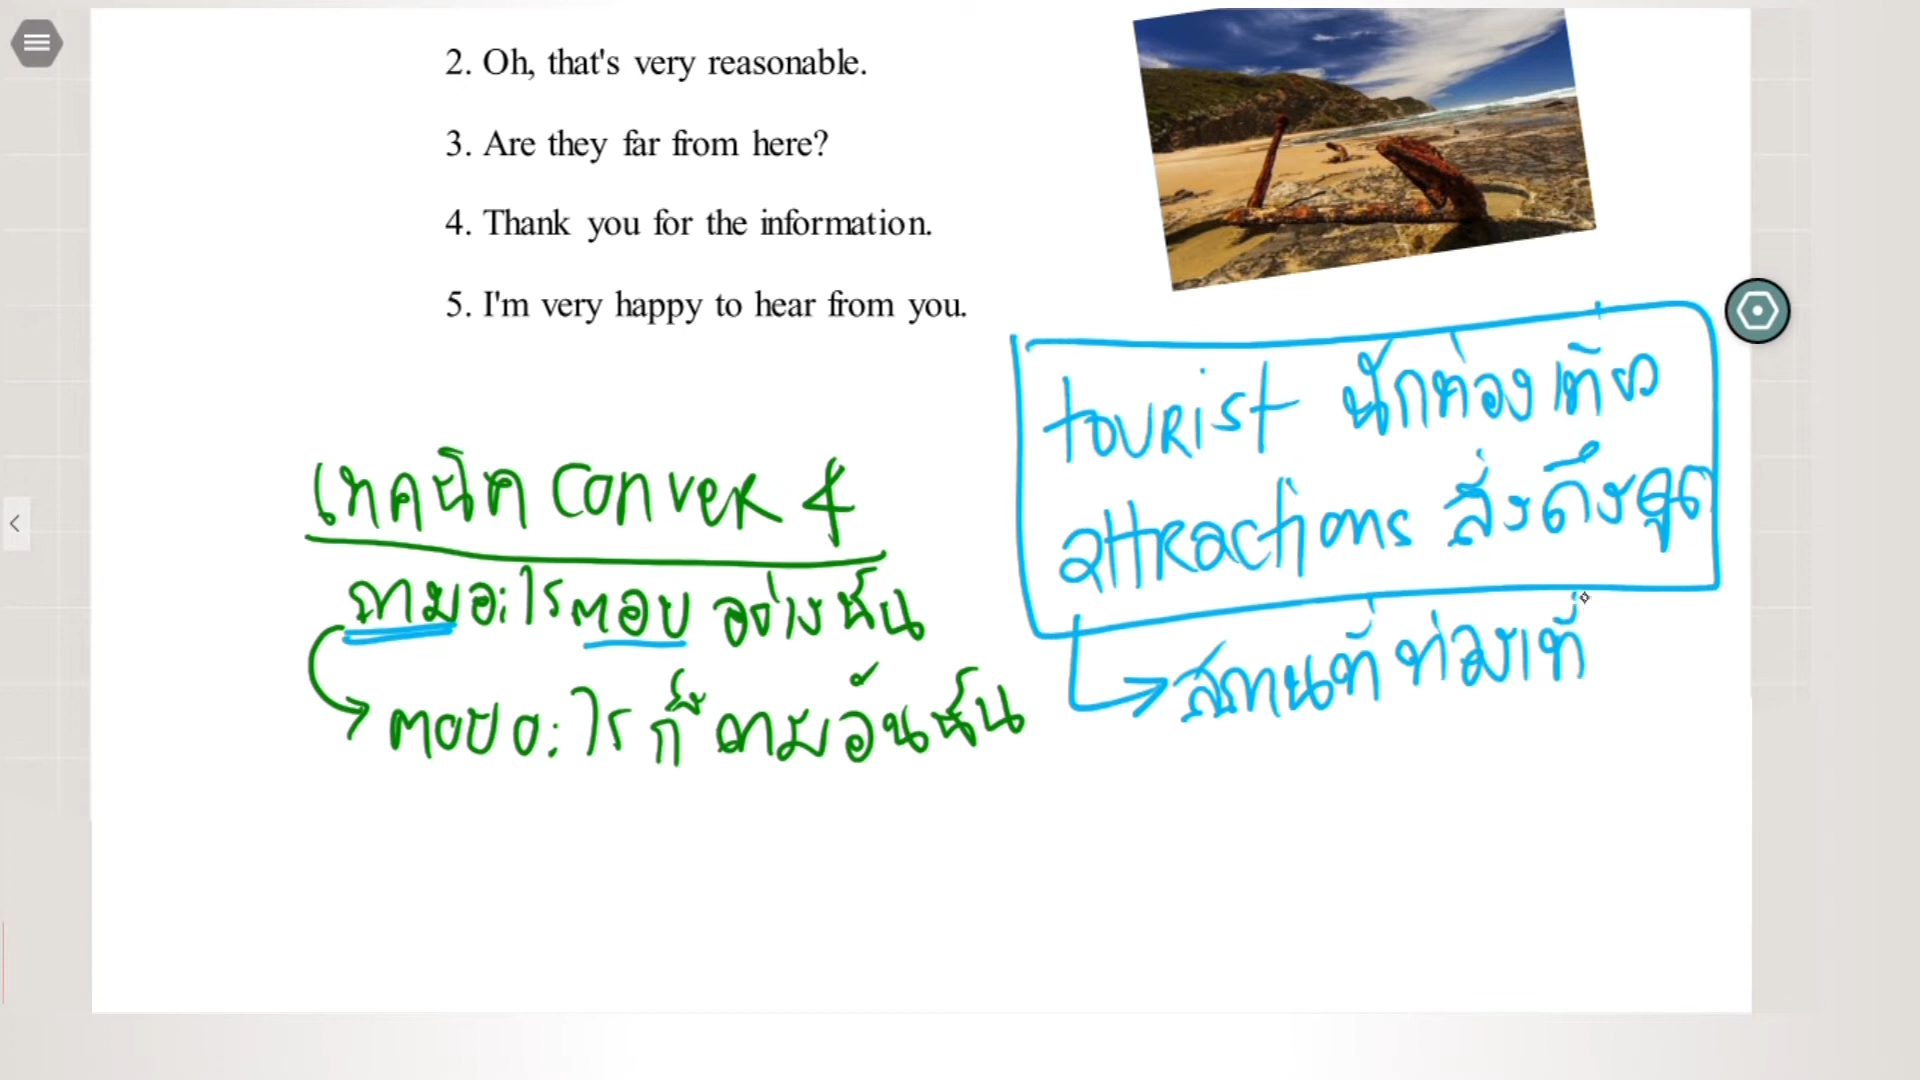 2. Oh, that's very reasonable.
3. Are they far from here?
4. Thank you for the information.
5. I'm very happy to hear from you.
tourist นักท่องเที่ยว
attractions สิ่งดึงดูด
เทคนิค Conver 4
ถามอะไรตอบ อย่างนั้น
ตอบอะไร ก็ ถามอันนั้น
สถานที่ ท่องเที่